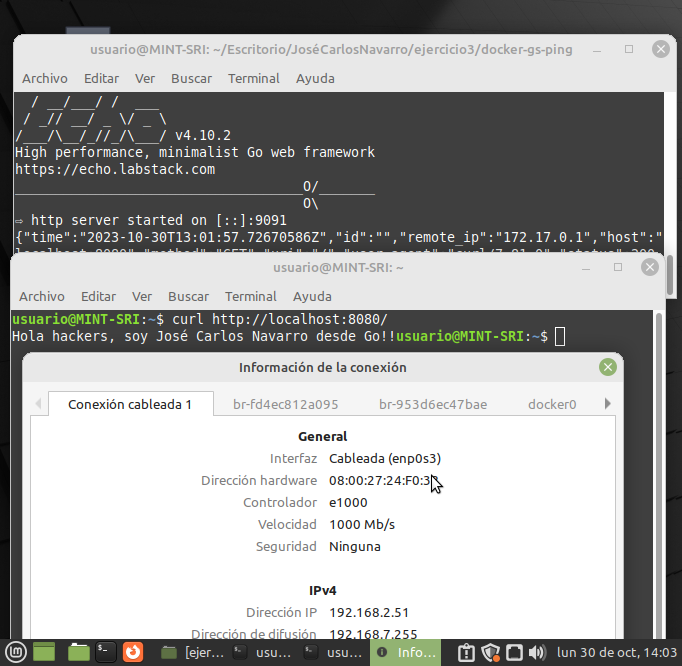 usuario@MINT-SRI: ~/Escritorio/JoséCarlosNavarro/ejercicio3/docker-gs-ping
Archivo Editar Ver Buscar Terminal Ayuda
v4.10.2
High performance, minimalist Go web framework
https://echo.labstack.com
____________________________________O/_______
O\
⇨ http server started on [::]:9091
{"time":"2023-10-30T13:01:57.72670586Z","id":"","remote_ip":"172.17.0.1","host":"
usuario@MINT-SRI: ~
Archivo Editar Ver Buscar Terminal Ayuda
usuario@MINT-SRI:~$ curl http://localhost:8080/
Hola hackers, soy José Carlos Navarro desde Go!!usuario@MINT-SRI:~$
Información de la conexión
Conexión cableada 1 br-fd4ec812a095 br-953d6ec47bae docker0
General
Interfaz Cableada (enp0s3)
Dirección hardware 08:00:27:24:F0:3
Controlador e1000
Velocidad 1000 Mb/s
Seguridad Ninguna
IPv4
Dirección IP 192.168.2.51
Dirección de difusión 192.168.7.255
[ejer... usu... usu... Info... lun 30 de oct, 14:03